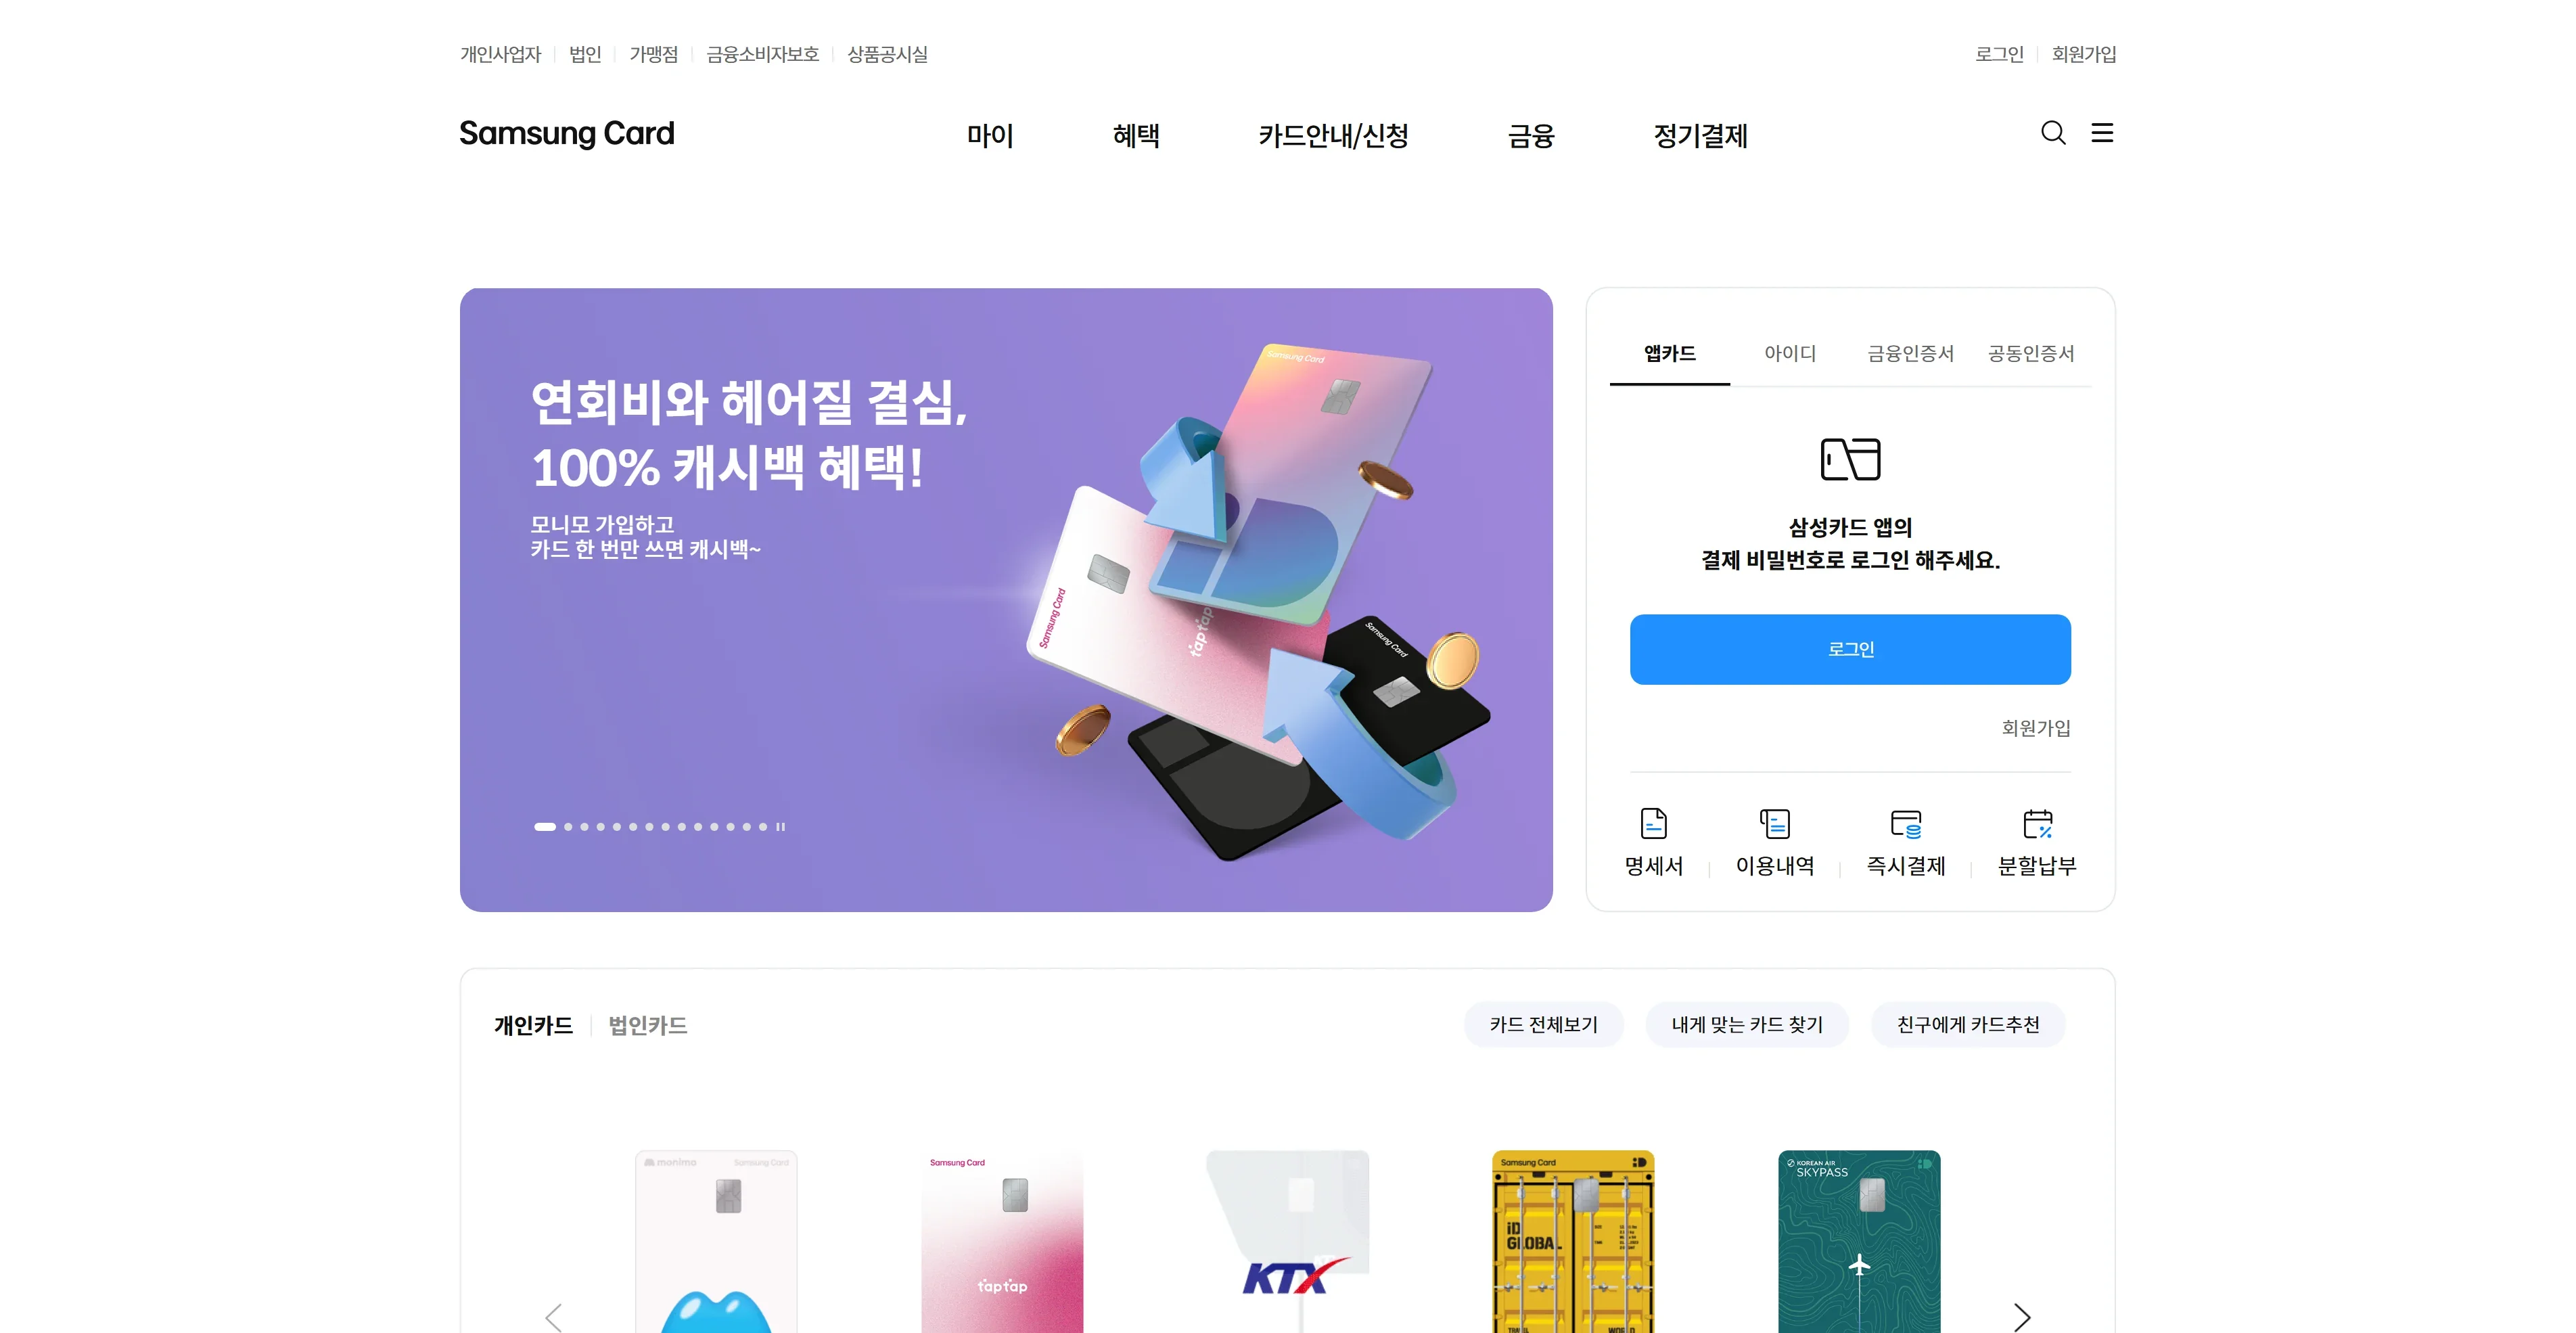 개인사업자
법인
가맹점
금융소비자보호
상품공시실
로그인
회원가입
Samsung Card
마이
혜택
카드안내/신청
금융
정기결제
연회비와 헤어질 결심,
100% 캐시백 혜택!
모니모 가입하고
카드 한 번만 쓰면 캐시백~
Samsung Card
Samsung Card
taptap
Samsung Card
앱카드
아이디
금융인증서
공동인증서
삼성카드 앱의
결제 비밀번호로 로그인 해주세요.
로그인
회원가입
명세서
이용내역
즉시결제
분할납부
개인카드
법인카드
카드 전체보기
내게 맞는 카드 찾기
친구에게 카드추천
monimo
Samsung Card
Samsung Card
taptap
KTX
Samsung Card
iD
GLOBAL
KOREAN AIR
SKYPASS